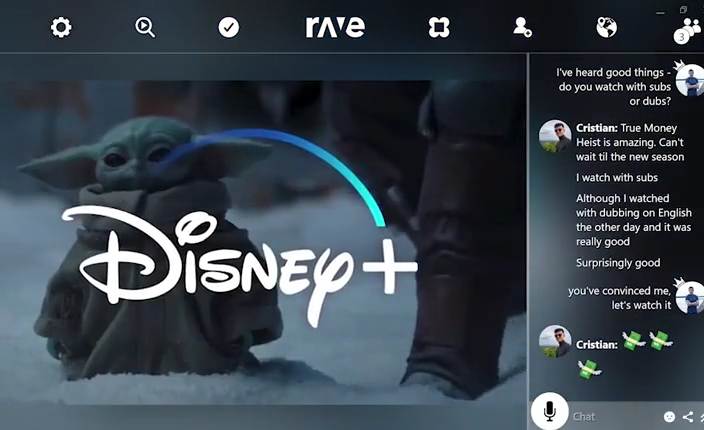 rave
3
I've heard good things -
do you watch with subs
or dubs?
Cristian: True Money
Heist is amazing. Can't
wait til the new season
I watch with subs
Although I watched
with dubbing on English
the other day and it was
really good
Surprisingly good
you've convinced me,
let's watch it
Cristian: 💸 💸
💸
Chat
Disney+